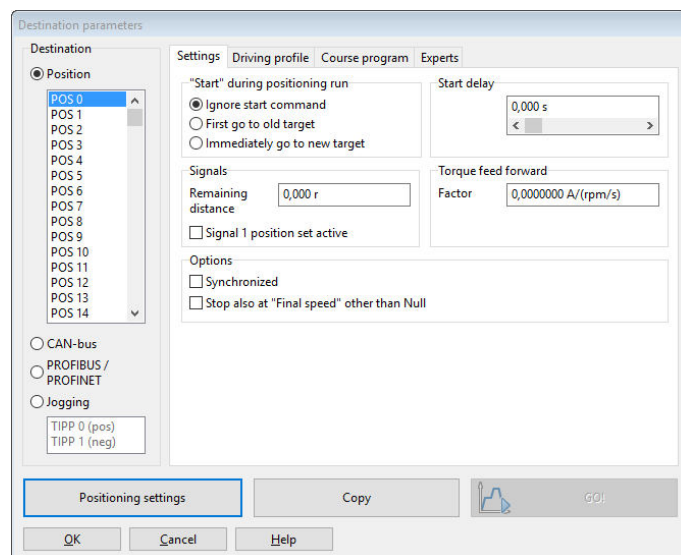 Destination parameters
Destination
Position
POS 0
POS 1
POS 2
POS 3
POS 4
POS 5
POS 6
POS 7
POS 8
POS 9
POS 10
POS 11
POS 12
POS 13
POS 14
CAN-bus
PROFIBUS /
PROFINET
Jogging
TIPP 0 (pos)
TIPP 1 (neg)
Settings
Driving profile
Course program
Experts
"Start" during positioning run
Ignore start command
First go to old target
Immediately go to new target
Start delay
0,000 s
Signals
Remaining
distance
0,000 r
Signal 1 position set active
Torque feed forward
Factor
0,0000000 A/(rpm/s)
Options
Synchronized
Stop also at "Final speed" other than Null
Positioning settings
Copy
GO!
OK
Cancel
Help